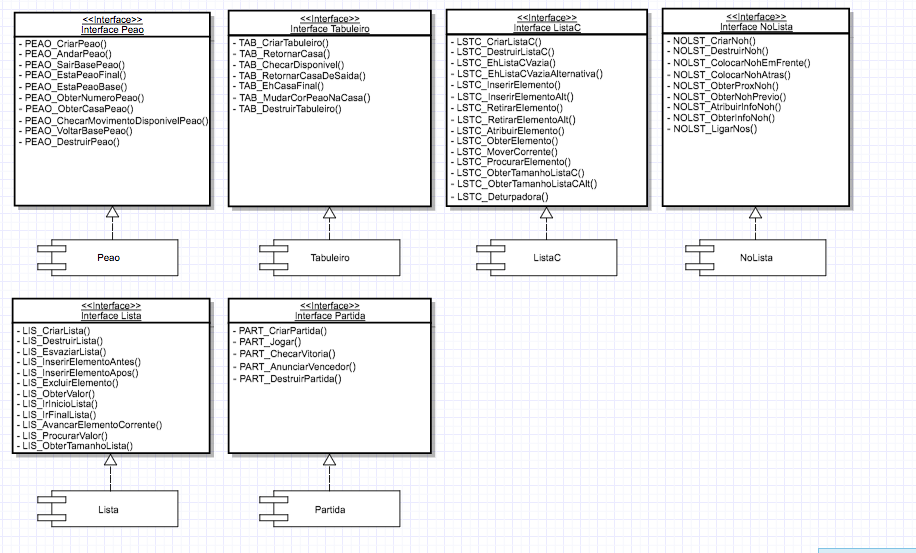 <<Interface>>
Interface Peao
- PEAO_CriarPeao()
- PEAO_AndarPeao()
- PEAO_SairBasePeao()
- PEAO_EstaPeaoFinal()
- PEAO_EstaPeaoBase()
- PEAO_ObterNumeroPeao()
- PEAO_ObterCasaPeao()
- PEAO_ChecarMovimentoDisponivelPeao()
- PEAO_VoltarBasePeao()
- PEAO_DestruirPeao()
Peao
<<Interface>>
Interface Tabuleiro
- TAB_CriarTabuleiro()
- TAB_RetornarCasa()
- TAB_ChecarDisponivel()
- TAB_RetornarCasaDeSaida()
- TAB_EhCasaFinal()
- TAB_MudarCorPeaoNaCasa()
- TAB_DestruirTabuleiro()
Tabuleiro
<<Interface>>
Interface ListaC
- LSTC_CriarListaC()
- LSTC_DestruirListaC()
- LSTC_EhListaCVazia()
- LSTC_EhListaCVaziaAlternativa()
- LSTC_InserirElemento()
- LSTC_InserirElementoAlt()
- LSTC_RetirarElemento()
- LSTC_RetirarElementoAlt()
- LSTC_AtribuirElemento()
- LSTC_ObterElemento()
- LSTC_MoverCorrente()
- LSTC_ProcurarElemento()
- LSTC_ObterTamanhoListaC()
- LSTC_ObterTamanhoListaCAlt()
- LSTC_Deturpadora()
ListaC
<<Interface>>
Interface NoLista
- NOLST_CriarNoh()
- NOLST_DestruirNoh()
- NOLST_ColocarNohEmFrente()
- NOLST_ColocarNohAtras()
- NOLST_ObterProxNoh()
- NOLST_ObterNohPrevio()
- NOLST_AtribuirInfoNoh()
- NOLST_ObterInfoNoh()
- NOLST_LigarNos()
NoLista
<<Interface>>
Interface Lista
- LIS_CriarLista()
- LIS_DestruirLista()
- LIS_EsvaziarLista()
- LIS_InserirElementoAntes()
- LIS_InserirElementoApos()
- LIS_ExcluirElemento()
- LIS_ObterValor()
- LIS_IrInicioLista()
- LIS_IrFinalLista()
- LIS_AvancarElementoCorrente()
- LIS_ProcurarValor()
- LIS_ObterTamanhoLista()
Lista
<<Interface>>
Interface Partida
- PART_CriarPartida()
- PART_Jogar()
- PART_ChecarVitoria()
- PART_AnunciarVencedor()
- PART_DestruirPartida()
Partida